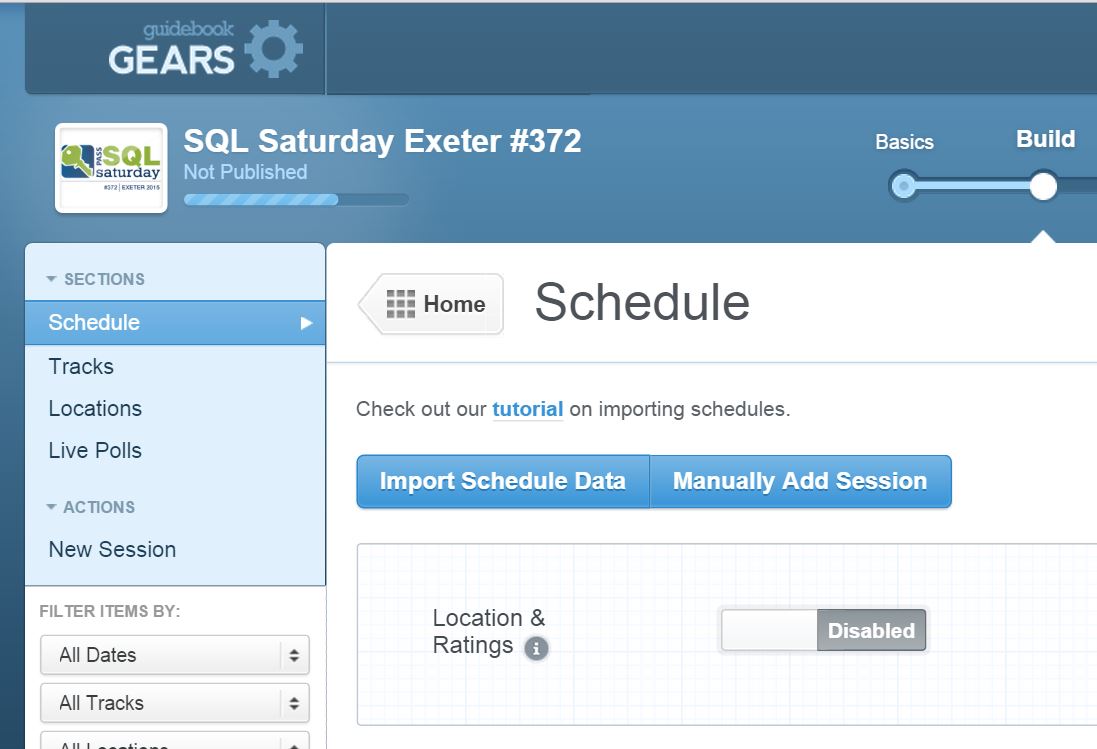 guidebook
GEARS
PASS
SQL
saturday
#372 | EXETER 2015
SQL Saturday Exeter #372
Not Published
Basics
Build
SECTIONS
Schedule
Tracks
Locations
Live Polls
ACTIONS
New Session
FILTER ITEMS BY:
All Dates
All Tracks
All Locations
Home
Schedule
Check out our tutorial on importing schedules.
Import Schedule Data
Manually Add Session
Location &
Ratings i
Disabled